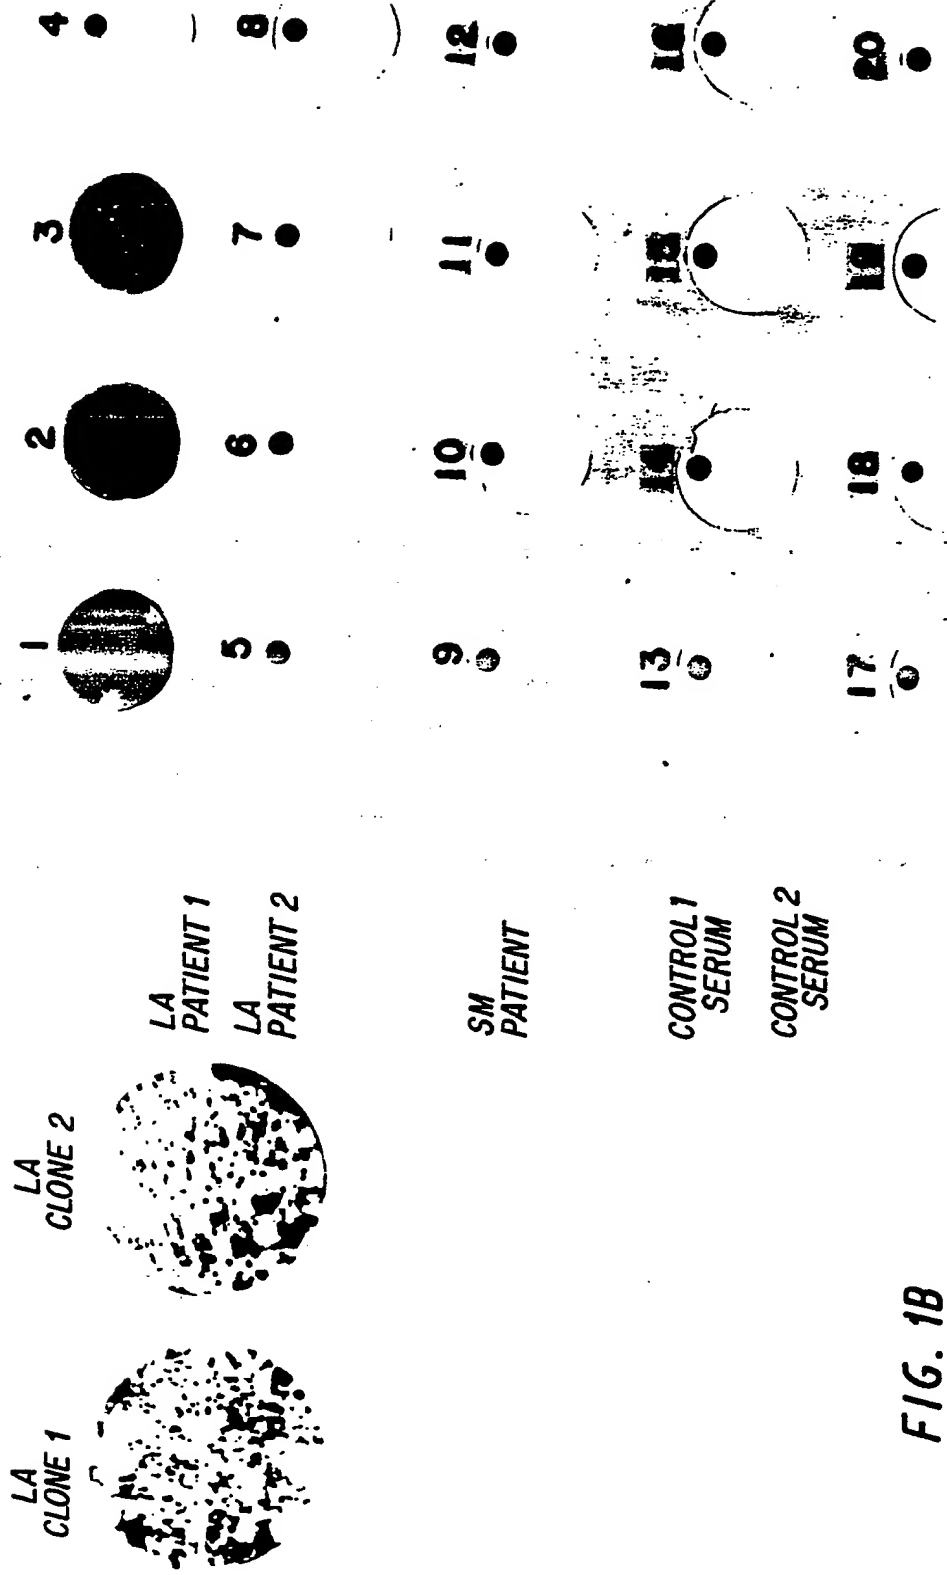 LA
CLONE 1
LA
CLONE 2
1 2 3 4
LA
PATIENT 1
LA
PATIENT 2
5 6 7 8
SM
PATIENT
9 10 11 12
CONTROL 1
SERUM
13 16
CONTROL 2
SERUM
17 18 20
FIG. 1B